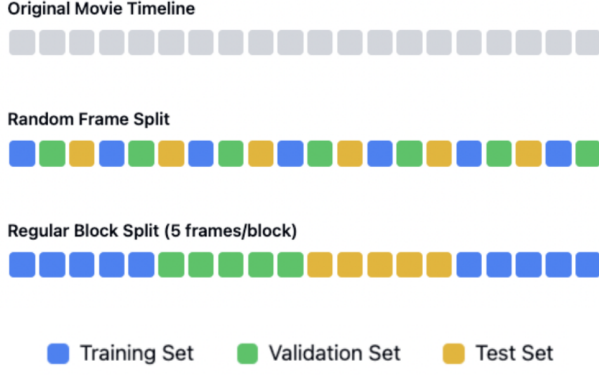 Original Movie Timeline
Random Frame Split
Regular Block Split (5 frames/block)
Training Set Validation Set Test Set